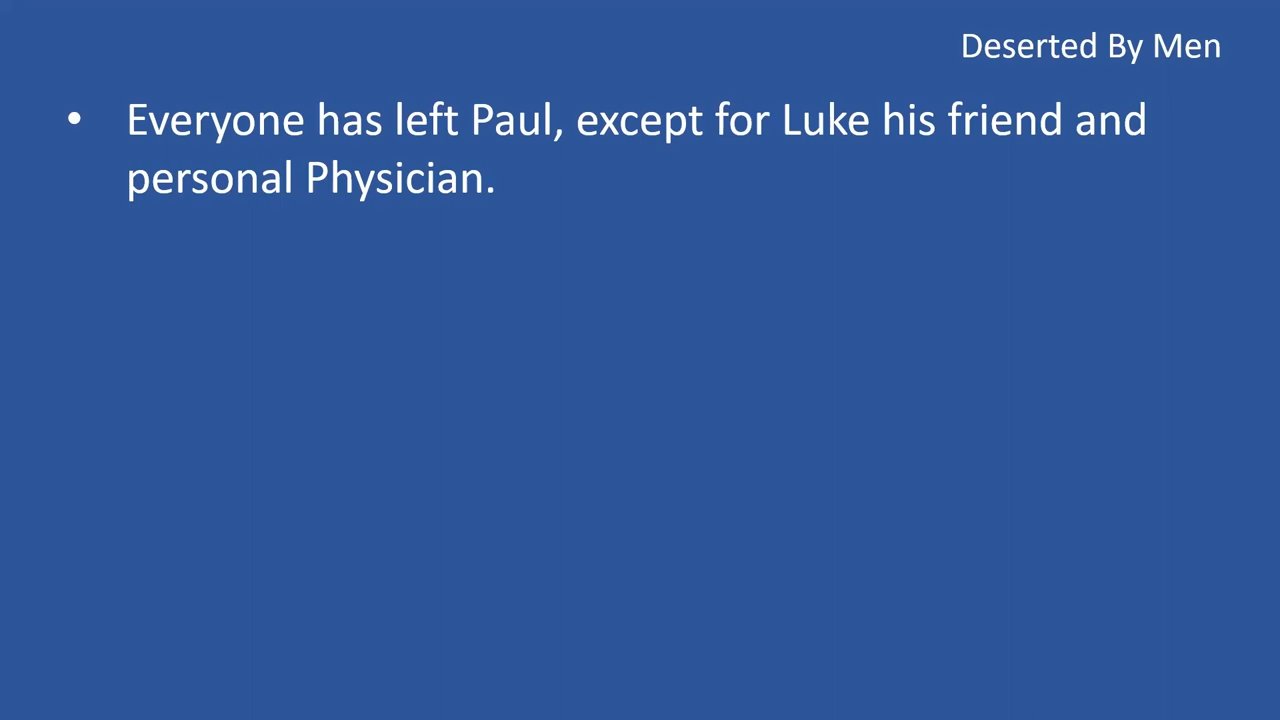 Deserted By Men
• Everyone has left Paul, except for Luke his friend and
personal Physician.